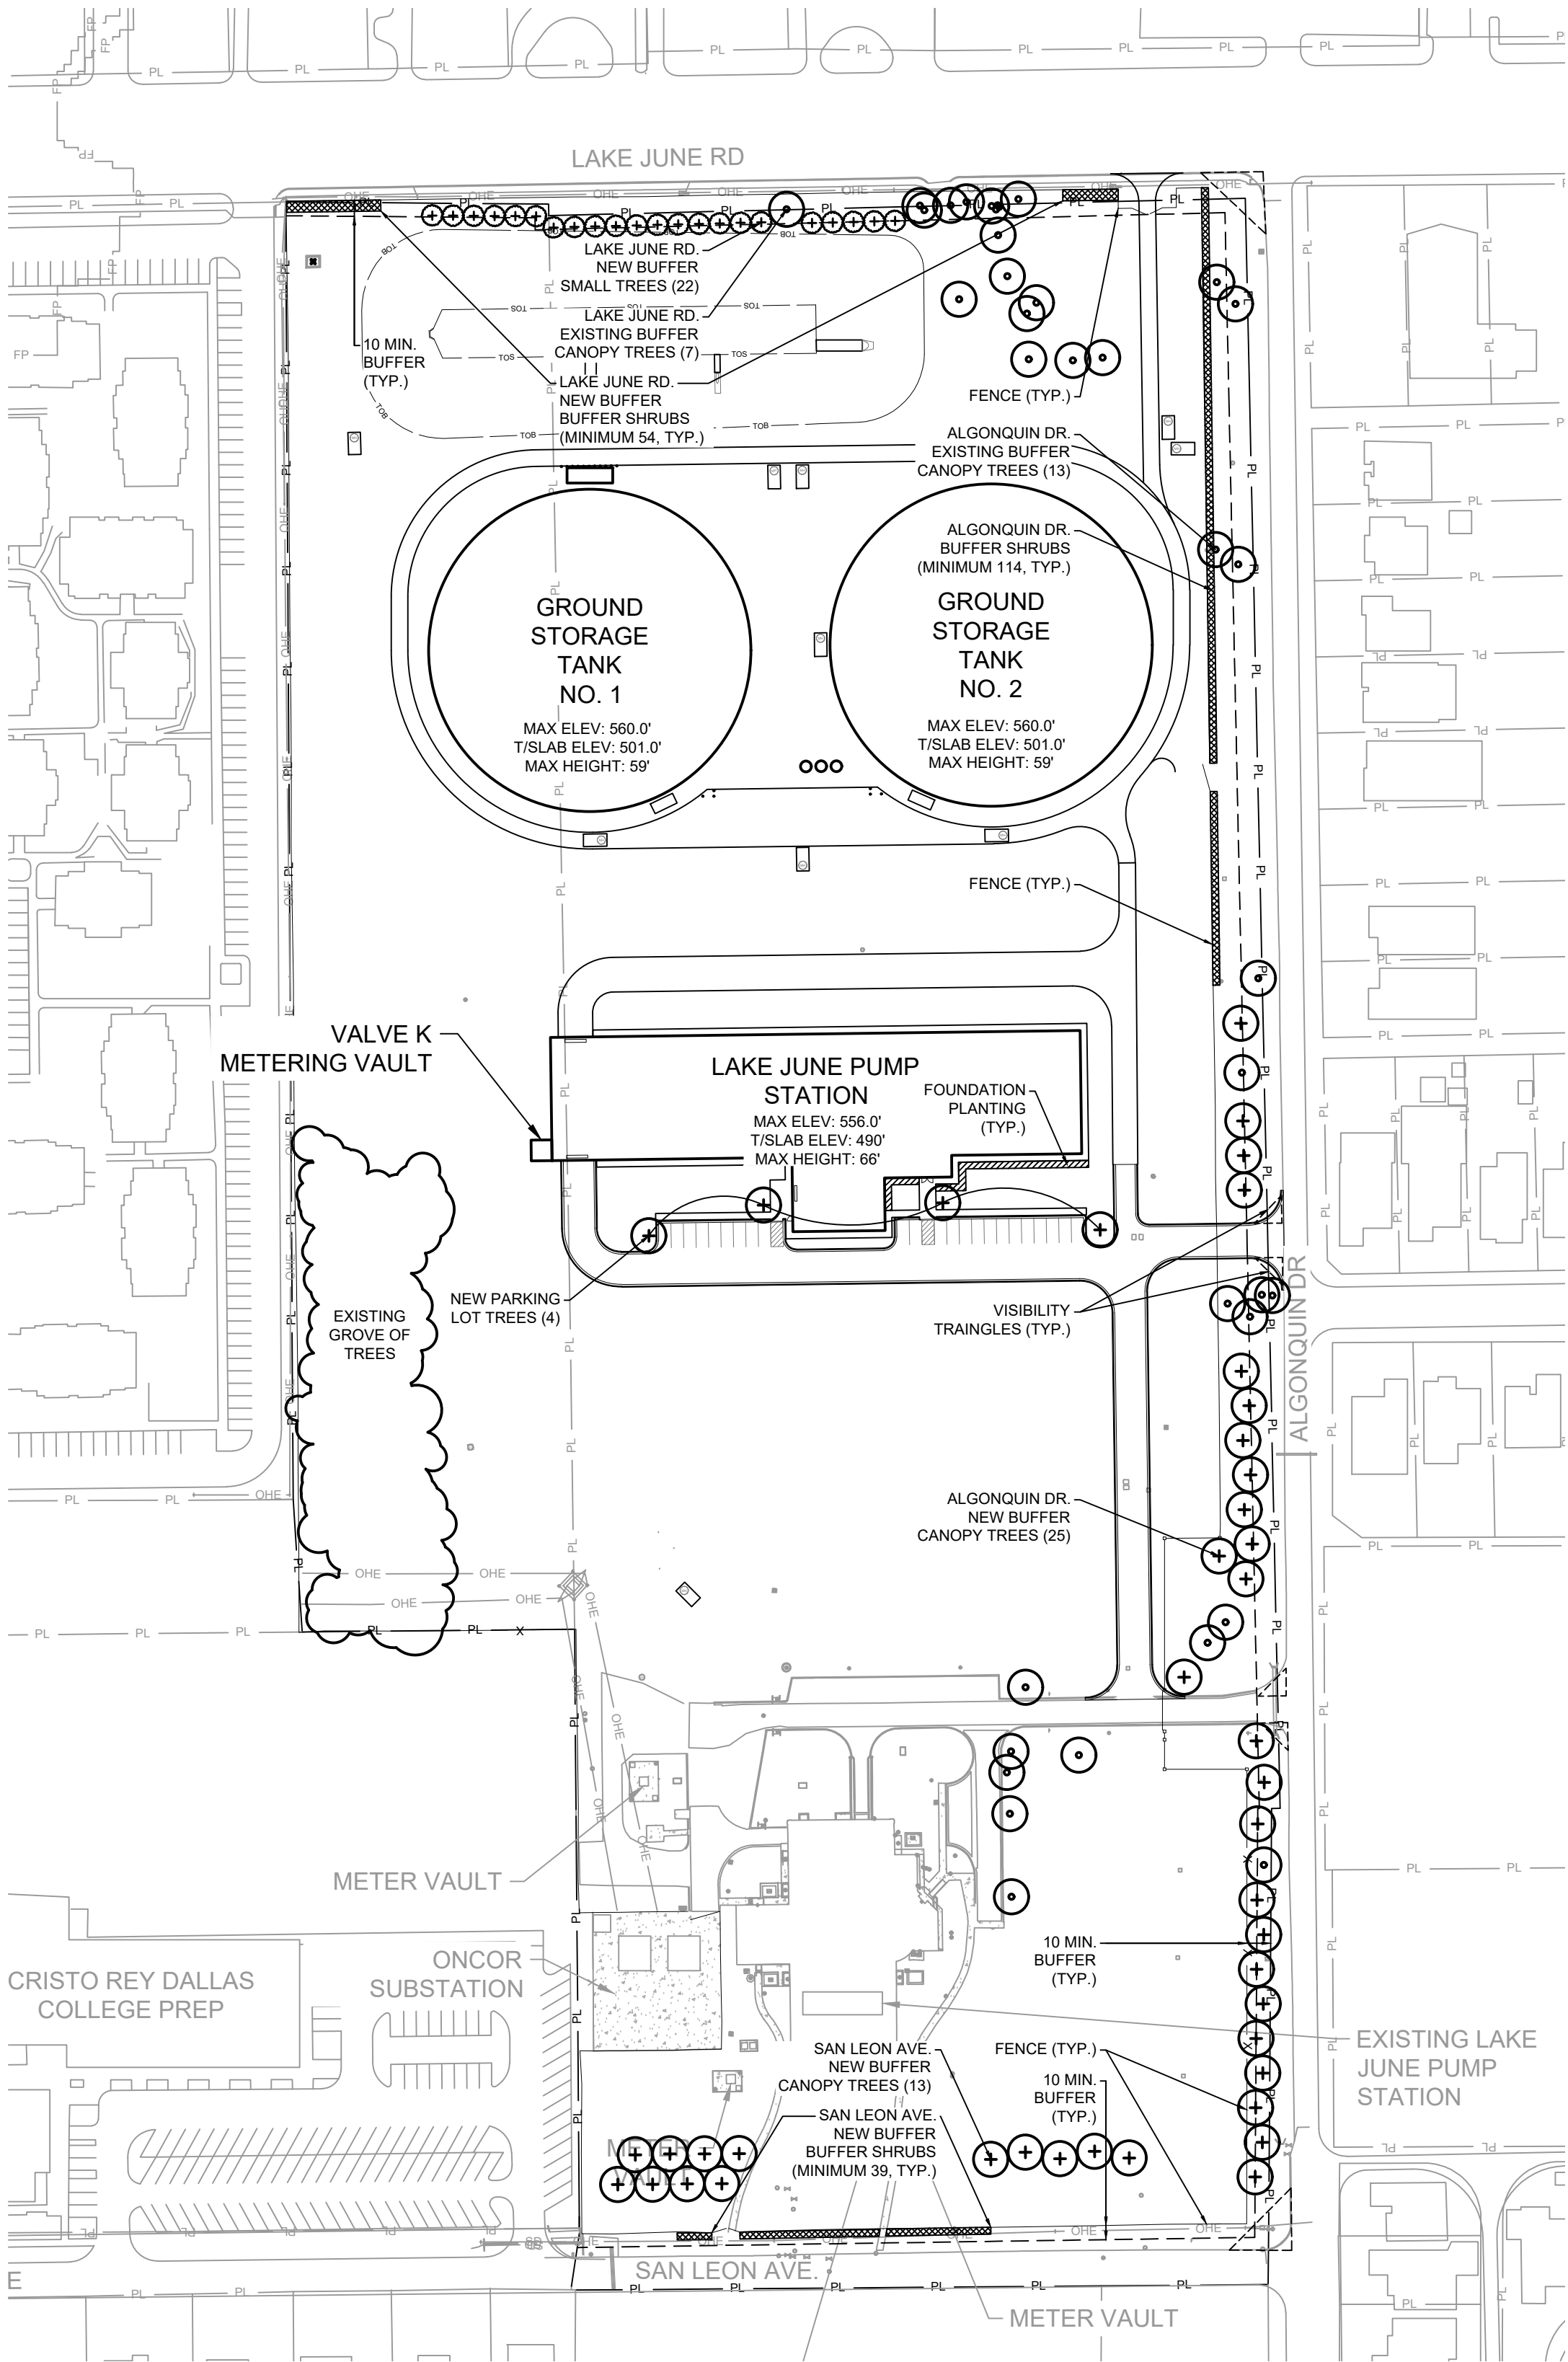 LAKE JUNE RD
LAKE JUNE RD.
NEW BUFFER
SMALL TREES (22)
LAKE JUNE RD.
EXISTING BUFFER
CANOPY TREES (7)
10 MIN.
BUFFER
(TYP.)
LAKE JUNE RD.
NEW BUFFER
BUFFER SHRUBS
(MINIMUM 54, TYP.)
FENCE (TYP.)
ALGONQUIN DR.
EXISTING BUFFER
CANOPY TREES (13)
ALGONQUIN DR.
BUFFER SHRUBS
(MINIMUM 114, TYP.)
GROUND
STORAGE
TANK
NO. 1
MAX ELEV: 560.0'
T/SLAB ELEV: 501.0'
MAX HEIGHT: 59'
GROUND
STORAGE
TANK
NO. 2
MAX ELEV: 560.0'
T/SLAB ELEV: 501.0'
MAX HEIGHT: 59'
FENCE (TYP.)
VALVE K
METERING VAULT
LAKE JUNE PUMP
STATION
MAX ELEV: 556.0'
T/SLAB ELEV: 490'
MAX HEIGHT: 66'
FOUNDATION
PLANTING
(TYP.)
NEW PARKING
LOT TREES (4)
EXISTING
GROVE OF
TREES
VISIBILITY
TRAINGLES (TYP.)
ALGONQUIN DR
ALGONQUIN DR.
NEW BUFFER
CANOPY TREES (25)
METER VAULT
ONCOR
SUBSTATION
CRISTO REY DALLAS
COLLEGE PREP
10 MIN.
BUFFER
(TYP.)
EXISTING LAKE
JUNE PUMP
STATION
SAN LEON AVE.
NEW BUFFER
CANOPY TREES (13)
FENCE (TYP.)
10 MIN.
BUFFER
(TYP.)
SAN LEON AVE.
NEW BUFFER
BUFFER SHRUBS
(MINIMUM 39, TYP.)
METER
VAULT
SAN LEON AVE.
METER VAULT
PL
OHE
FP
TOB
TOS